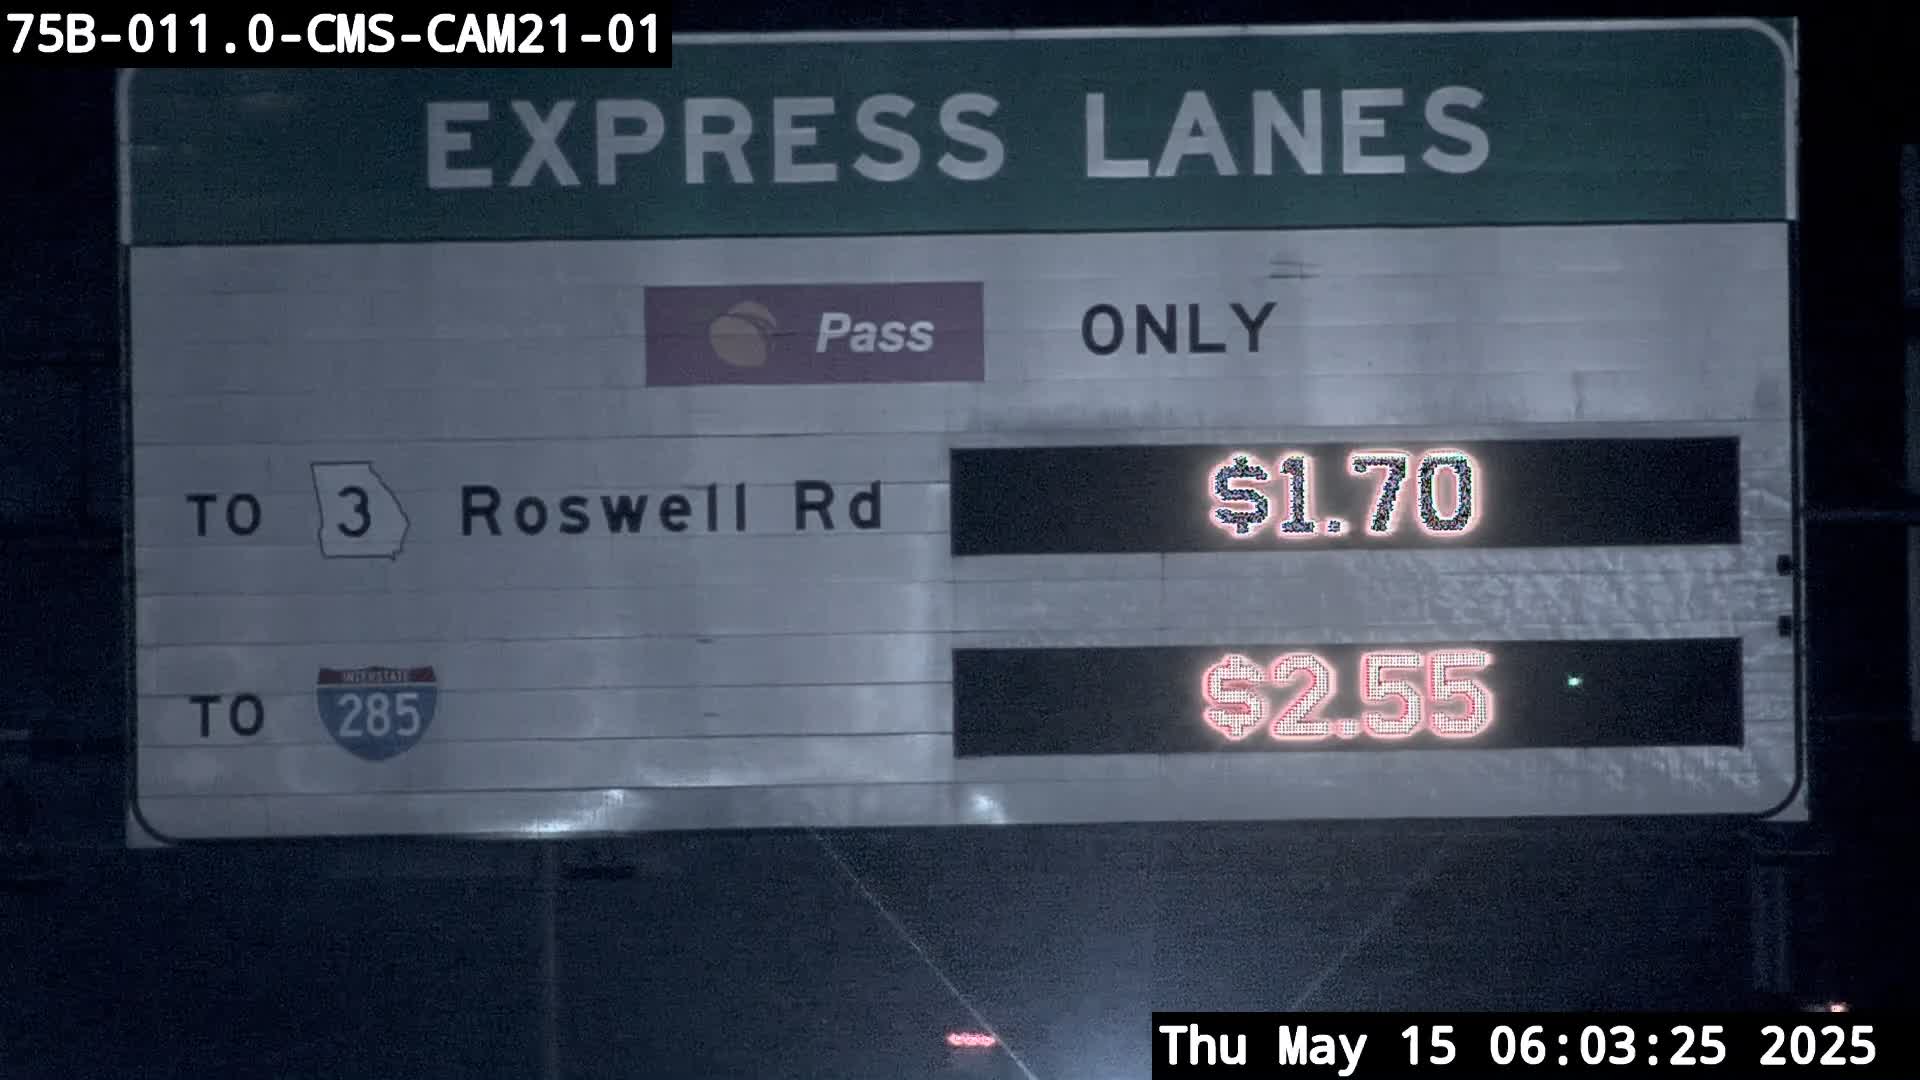 75B-011.0-CMS-CAM21-01
EXPRESS LANES
Pass ONLY
TO 3 Roswell Rd $1.70
TO INTERSTATE 285 $2.55
Thu May 15 06:03:25 2025